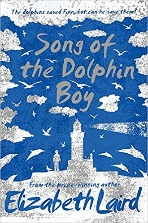 The dolphins saved Finn, but can he save them?
Song of
the Dolphin
Boy
From the prize-winning author
Elizabeth Laird